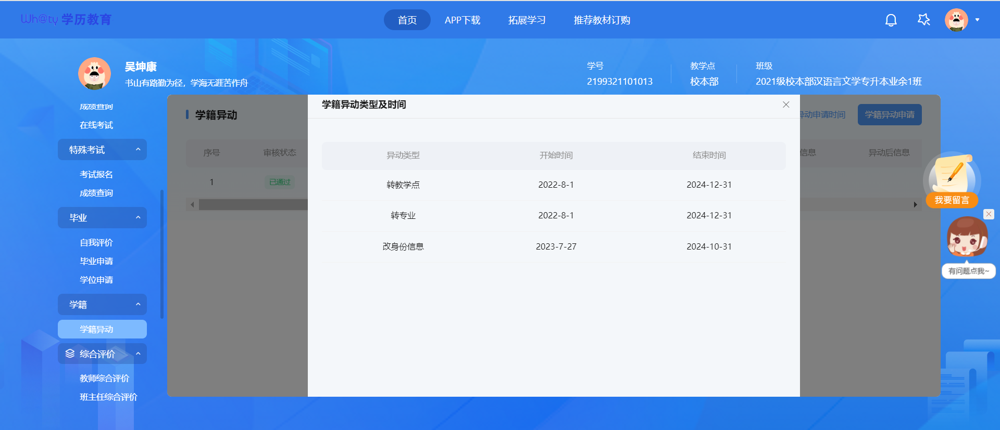 Wh@ty 学历教育
首页
APP下载
拓展学习
推荐教材订购
吴坤康
书山有路勤为径，学海无涯苦作舟
学号
2199321101013
教学点
校本部
班级
2021级校本部汉语言文学专升本业余1班
成绩查询
在线考试
特殊考试
考试报名
成绩查询
毕业
自我评价
毕业申请
学位申请
学籍
学籍异动
综合评价
教师综合评价
班主任综合评价
学籍异动
异动申请时间
学籍异动申请
序号
审核状态
信息
异动后信息
1
已通过
学籍异动类型及时间
异动类型
开始时间
结束时间
转教学点
2022-8-1
2024-12-31
转专业
2022-8-1
2024-12-31
改身份信息
2023-7-27
2024-10-31
我要留言
有问题点我~